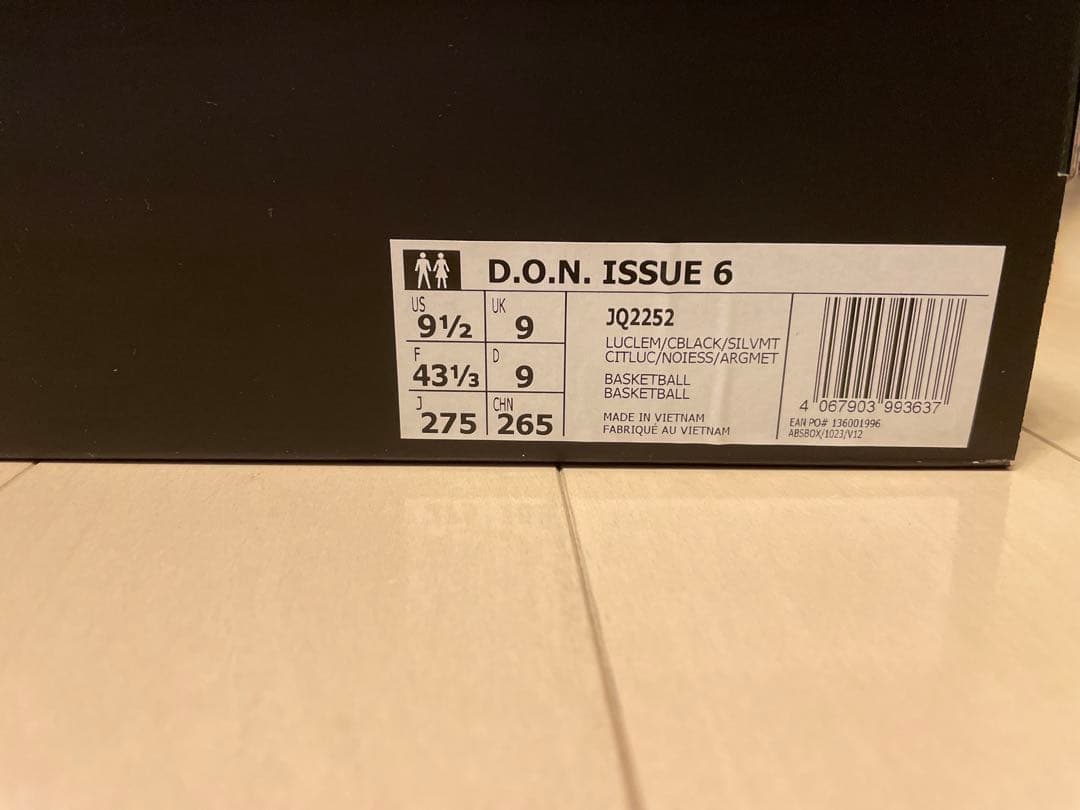 D.O.N. ISSUE 6
US 9½ UK 9
F 43⅓ D 9
J 275 CHN 265
JQ2252
LUCLEM/CBLACK/SILVMT
CITLUC/NOIESS/ARGMET
BASKETBALL
BASKETBALL
MADE IN VIETNAM
FABRIQUÉ AU VIETNAM
4 067903 993637
EAN PO# 136001996
ABSBOX/1023/V12